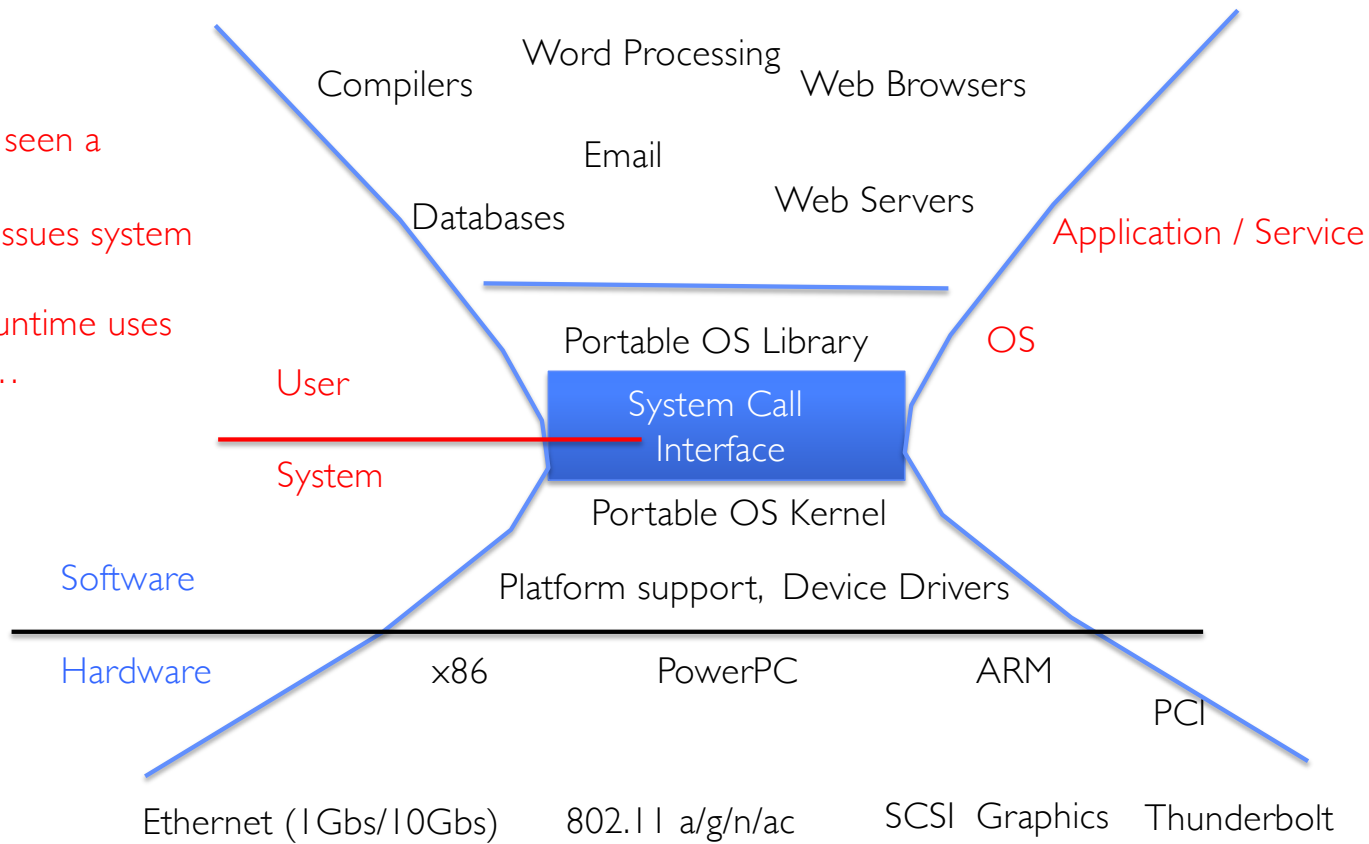 Word Processing
Compilers
Web Browsers
seen a
Email
Databases
Web Servers
issues system
Application / Service
untime uses
Portable OS Library
OS
…
User
System Call
Interface
System
Portable OS Kernel
Software
Platform support, Device Drivers
Hardware
x86
PowerPC
ARM
PCI
Ethernet (1Gbs/10Gbs)
802.11 a/g/n/ac
SCSI
Graphics
Thunderbolt